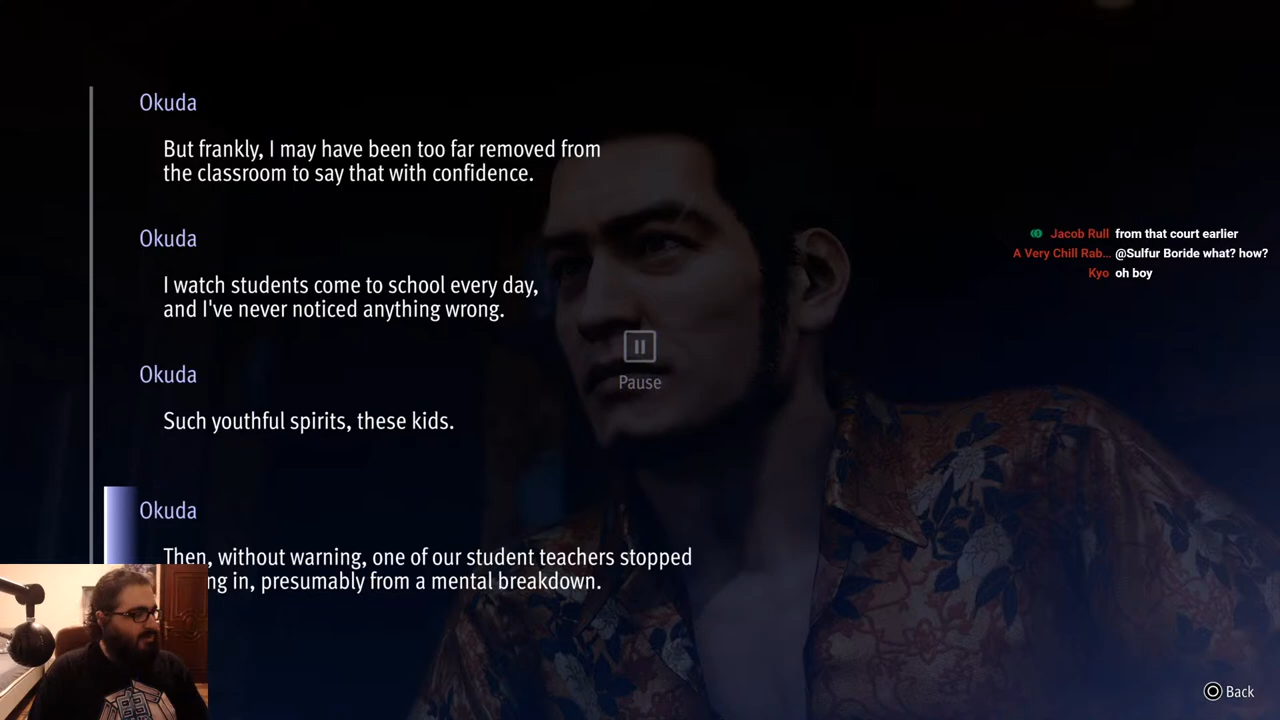 Okuda
But frankly, I may have been too far removed from
the classroom to say that with confidence.
Okuda
I watch students come to school every day,
and I've never noticed anything wrong.
Okuda
Such youthful spirits, these kids.
Okuda
Then, without warning, one of our student teachers stopped
ng in, presumably from a mental breakdown.
Pause
Jacob Rull from that court earlier
A Very Chill Rab... @Sulfur Boride what? how?
Kyo oh boy
Back